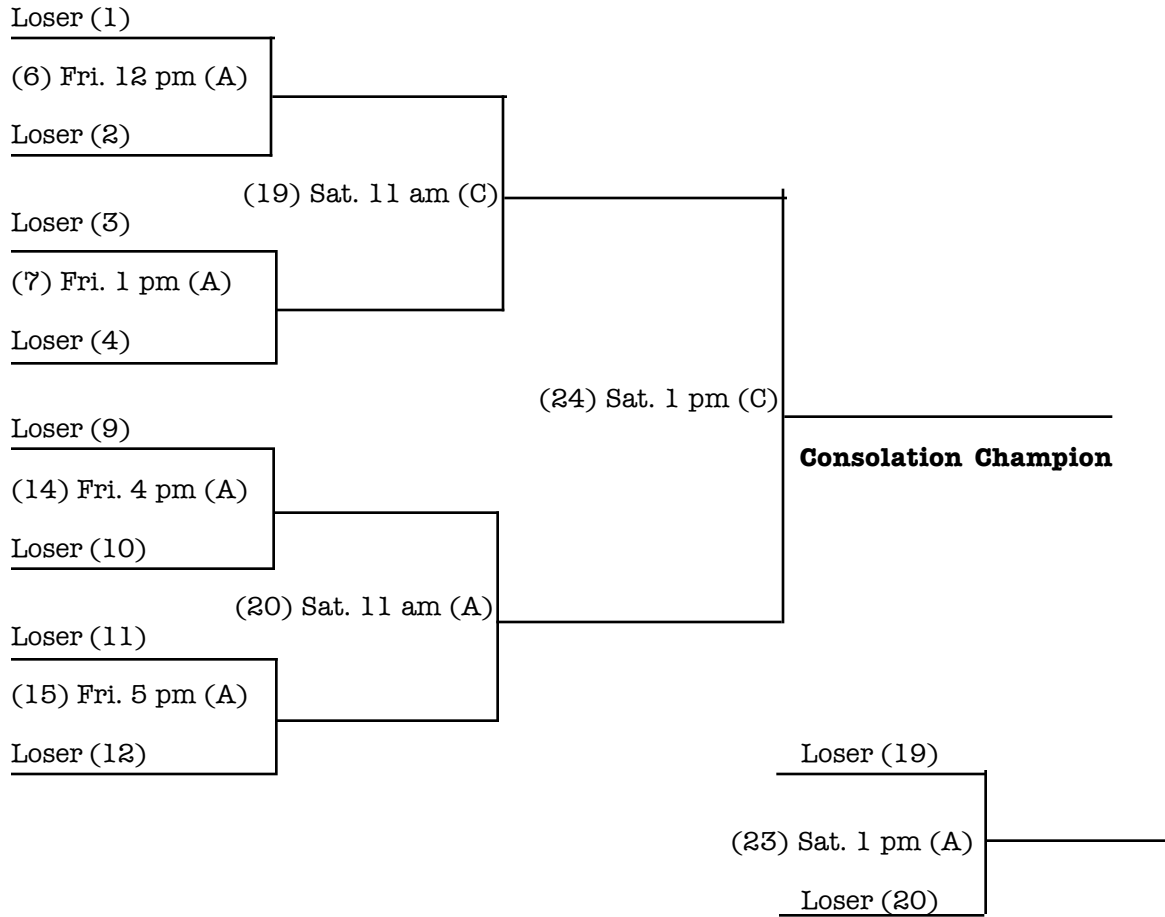 Loser (1)
(6) Fri. 12 pm (A)
Loser (2)
(19) Sat. 11 am (C)
Loser (3)
(7) Fri. 1 pm (A)
Loser (4)
(24) Sat. 1 pm (C)
Loser (9)
Consolation Champion
(14) Fri. 4 pm (A)
Loser (10)
(20) Sat. 11 am (A)
Loser (11)
(15) Fri. 5 pm (A)
Loser (12)
Loser (19)
(23) Sat. 1 pm (A)
Loser (20)